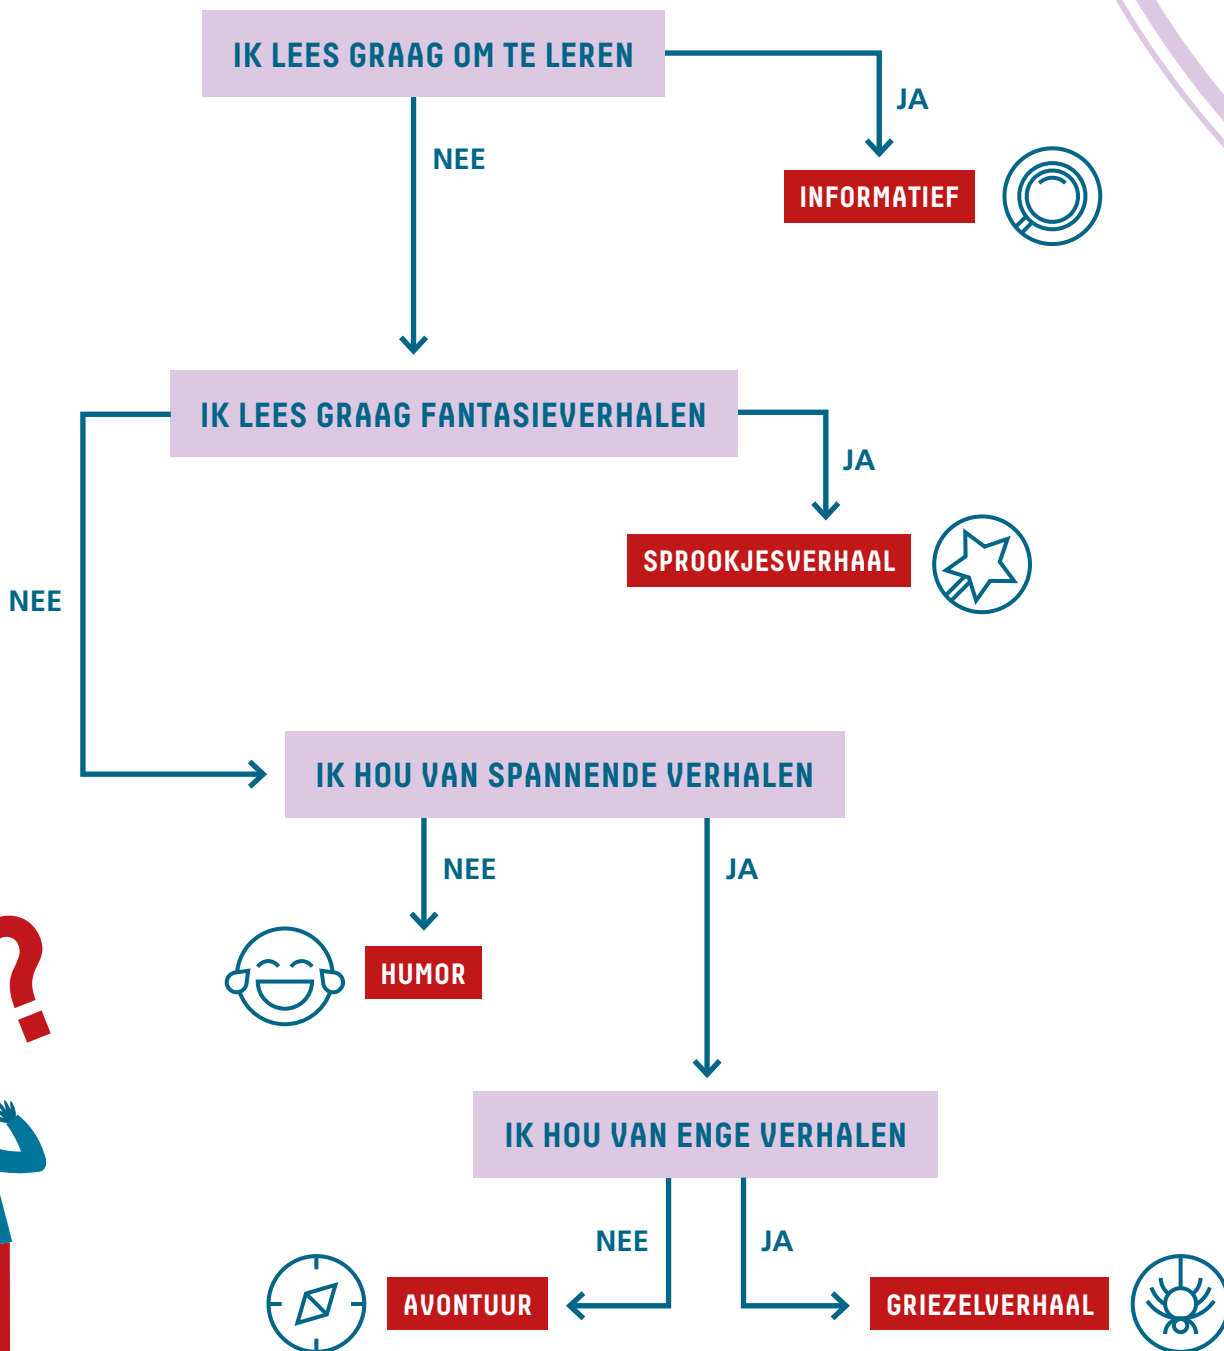 IK LEES GRAAG OM TE LEREN
JA
NEE
INFORMATIEF
IK LEES GRAAG FANTASIEVERHALEN
JA
SPROOKJESVERHAAL
NEE
IK HOU VAN SPANNENDE VERHALEN
NEE
JA
HUMOR
?
IK HOU VAN ENGE VERHALEN
NEE
JA
AVONTUUR
GRIEZELVERHAAL